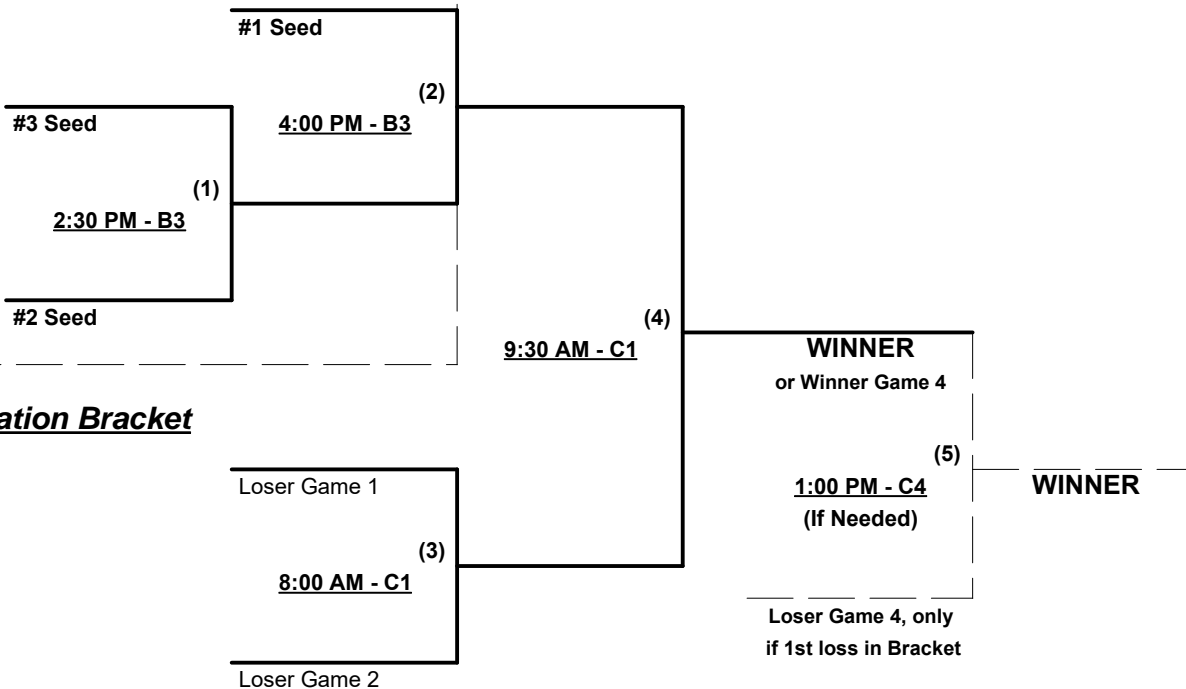 #1 Seed
(2)
4:00 PM - B3
#3 Seed
(1)
2:30 PM - B3
#2 Seed
(4)
9:30 AM - C1
WINNER
or Winner Game 4
Bracket
Loser Game 1
(5)
1:00 PM - C4
(If Needed)
WINNER
(3)
8:00 AM - C1
Loser Game 4, only
if 1st loss in Bracket
Loser Game 2